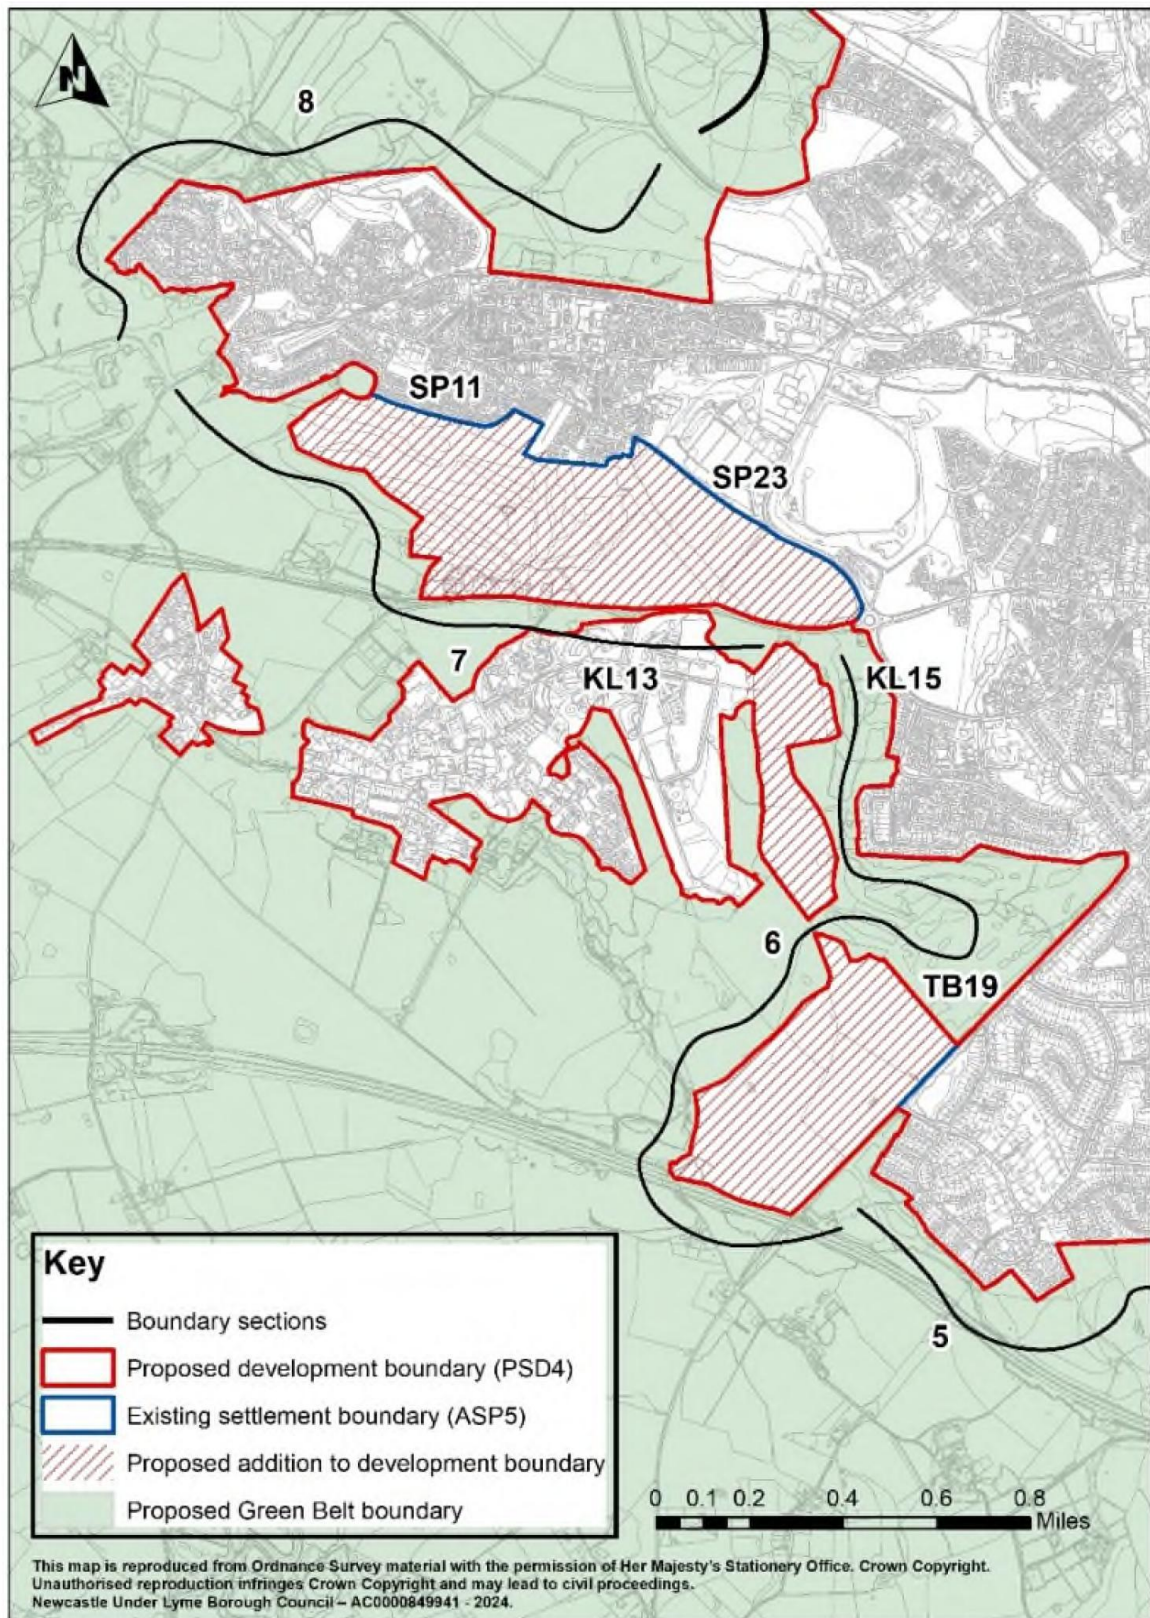 N
8
SP11
SP23
7
KL13
KL15
6
TB19
5
Key
Boundary sections
Proposed development boundary (PSD4)
Existing settlement boundary (ASP5)
Proposed addition to development boundary
Proposed Green Belt boundary
0 0.1 0.2 0.4 0.6 0.8
Miles
This map is reproduced from Ordnance Survey material with the permission of Her Majesty's Stationery Office. Crown Copyright.
Unauthorised reproduction infringes Crown Copyright and may lead to civil proceedings.
Newcastle Under Lyme Borough Council – AC0000849941 - 2024.